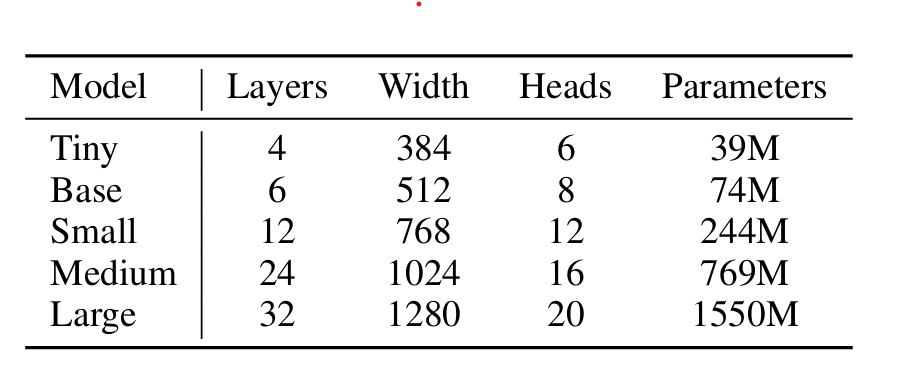 Model Layers Width Heads Parameters
Tiny 4 384 6 39M
Base 6 512 8 74M
Small 12 768 12 244M
Medium 24 1024 16 769M
Large 32 1280 20 1550M